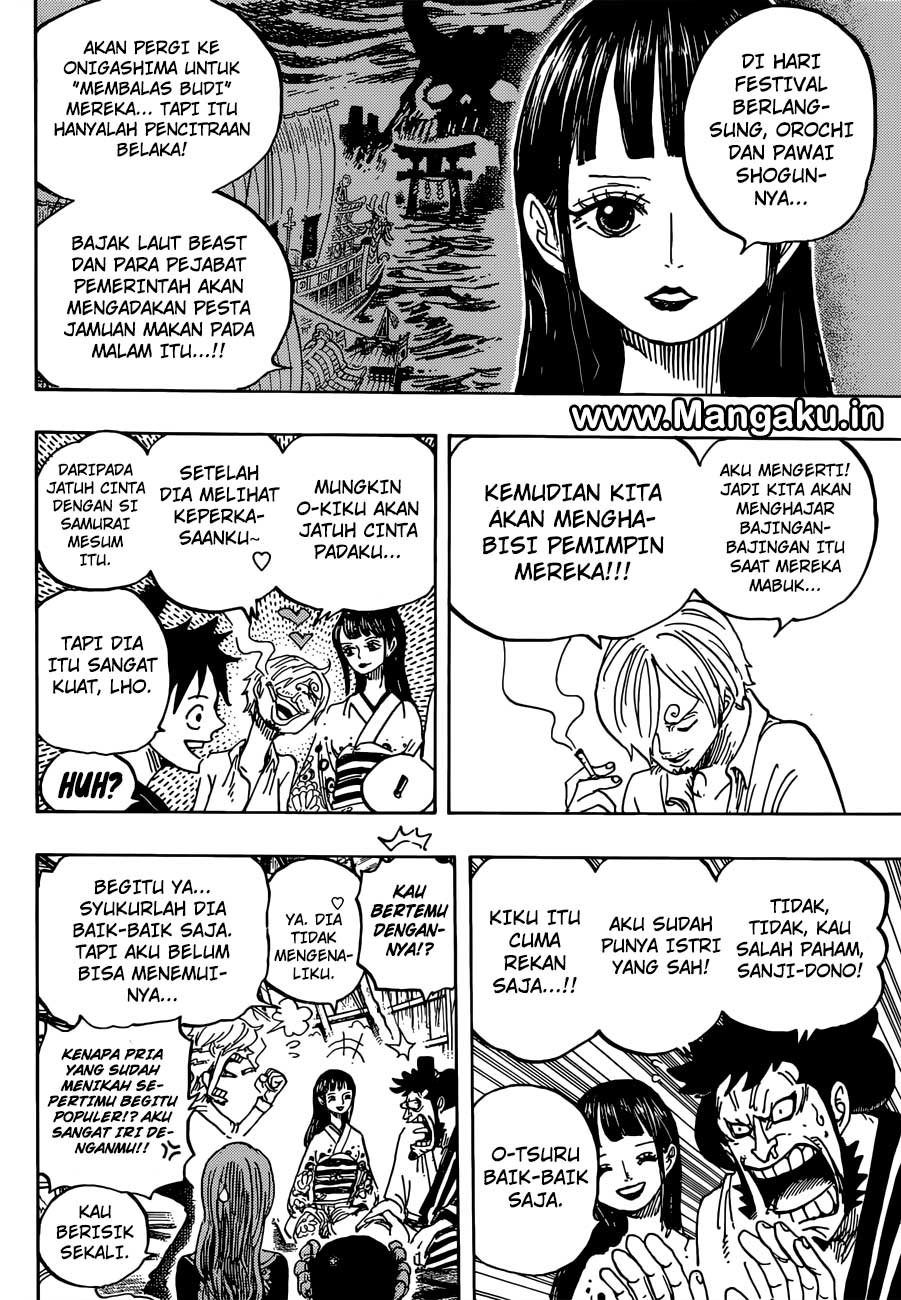 DI HARI
FESTIVAL
BERLANG-
SUNG, OROCHI
DAN PAWAI
SHOGUN-
NYA...
AKAN PERGI KE
ONIGASHIMA UNTUK
"MEMBALAS BUDI"
MEREKA... TAPI ITU
HANYALAH PENCITRAAN
BELAKA!
BAJAK LAUT BEAST
DAN PARA PEJABAT
PEMERINTAH AKAN
MENGADAKAN PESTA
JAMUAN MAKAN PADA
MALAM ITU...!!
www.Mangaku.in
AKU MENGERTI!
JADI KITA AKAN
MENGHAJAR
BAJINGAN-
BAJINGAN ITU
SAAT MEREKA
MABUK...
KEMUDIAN KITA
AKAN MENGHA-
BISI PEMIMPIN
MEREKA!!!
MUNGKIN
O-KIKU AKAN
JATUH CINTA
PADAKU...
SETELAH
DIA MELIHAT
KEPERKA-
SAANKU~
♥
DARIPADA
JATUH CINTA
DENGAN SI
SAMURAI
MESUM
ITU.
TAPI DIA
ITU SANGAT
KUAT, LHO.
HUH?
!
TIDAK,
TIDAK, KAU
SALAH PAHAM,
SANJI-DONO!
AKU SUDAH
PUNYA ISTRI
YANG SAH!
KIKU ITU
CUMA
REKAN
SAJA...!!
O-TSURU
BAIK-BAIK
SAJA.
KAU
BERTEMU
DENGAN-
NYA!?
♥
YA. DIA
TIDAK
MENGENA-
LIKU.
BEGITU YA...
SYUKURLAH DIA
BAIK-BAIK SAJA.
TAPI AKU BELUM
BISA MENEMUI-
NYA...
KENAPA PRIA
YANG SUDAH
MENIKAH SE-
PERTIMU BEGITU
POPULER!? AKU
SANGAT IRI DE-
NGANMU!!
KAU
BERISIK
SEKALI.